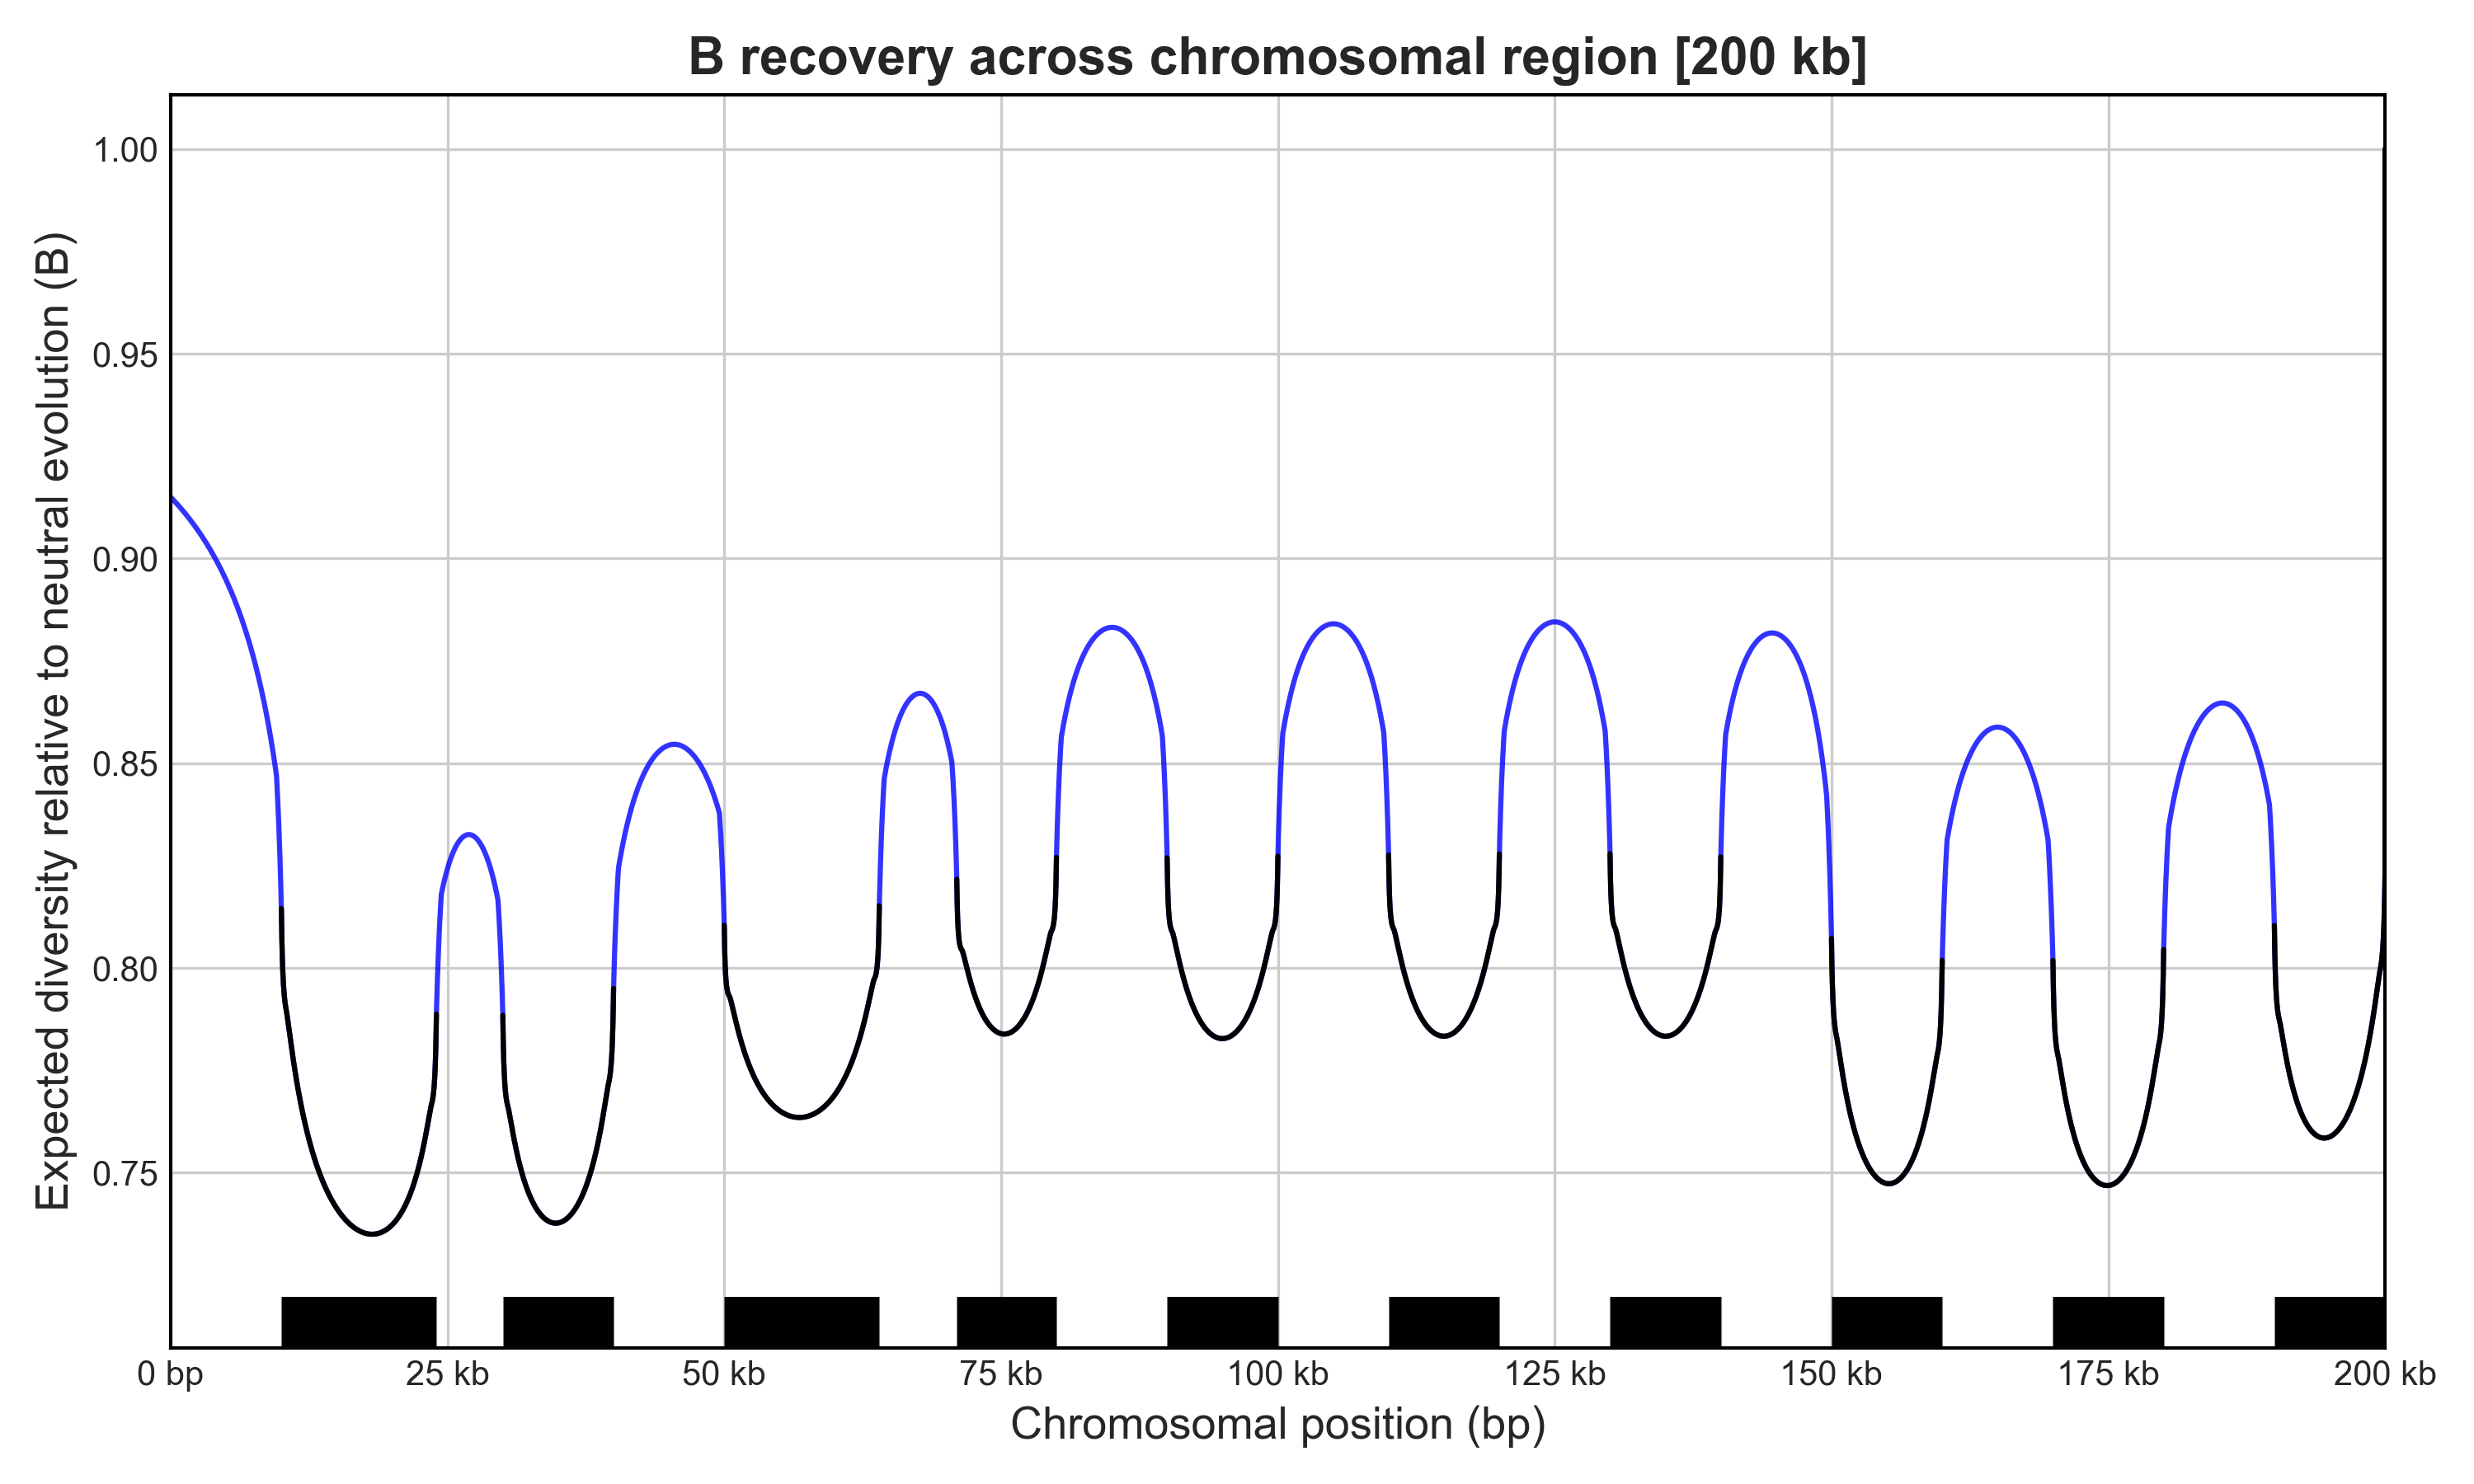 B recovery across chromosomal region [200 kb]
Expected diversity relative to neutral evolution (B)
1.00
0.95
0.90
0.85
0.80
0.75
0 bp 25 kb 50 kb 75 kb 100 kb 125 kb 150 kb 175 kb 200 kb
Chromosomal position (bp)